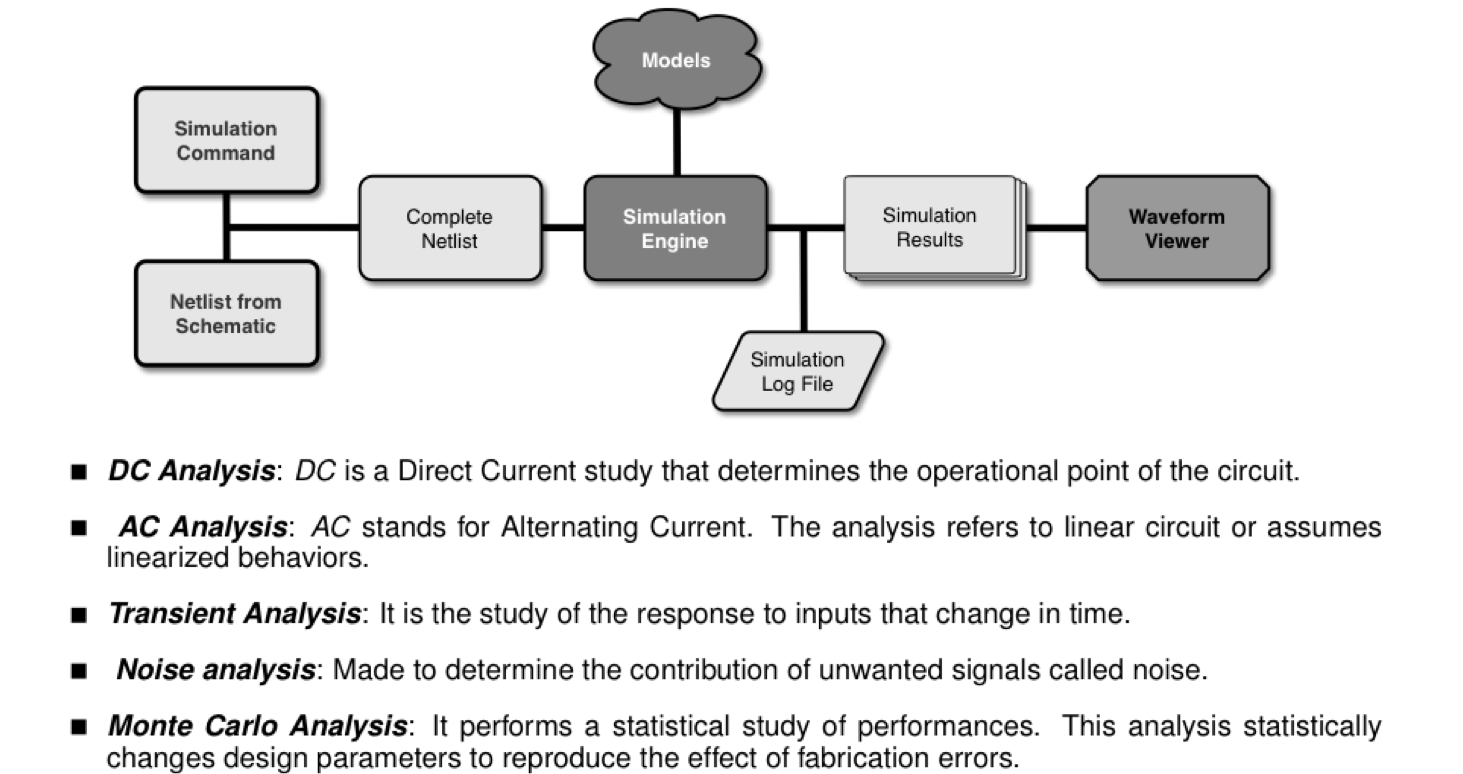 Models
Simulation
Command
Complete
Netlist
Simulation
Engine
Simulation
Results
Waveform
Viewer
Netlist from
Schematic
Simulation
Log File
■ DC Analysis: DC is a Direct Current study that determines the operational point of the circuit.
■ AC Analysis: AC stands for Alternating Current. The analysis refers to linear circuit or assumes
linearized behaviors.
■ Transient Analysis: It is the study of the response to inputs that change in time.
■ Noise analysis: Made to determine the contribution of unwanted signals called noise.
■ Monte Carlo Analysis: It performs a statistical study of performances. This analysis statistically
changes design parameters to reproduce the effect of fabrication errors.